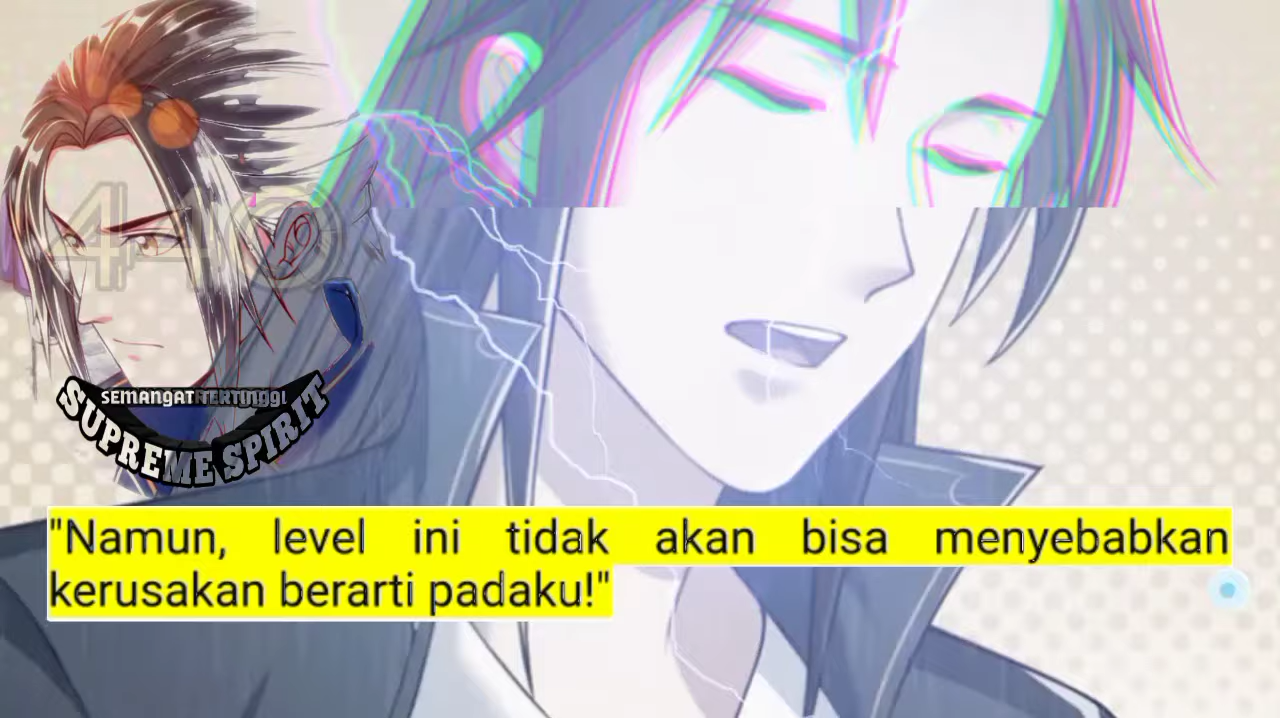 SEMANGAT TERTINGGI
SUPREME SPIRIT
"Namun, level ini tidak akan bisa menyebabkan
kerusakan berarti padaku!"